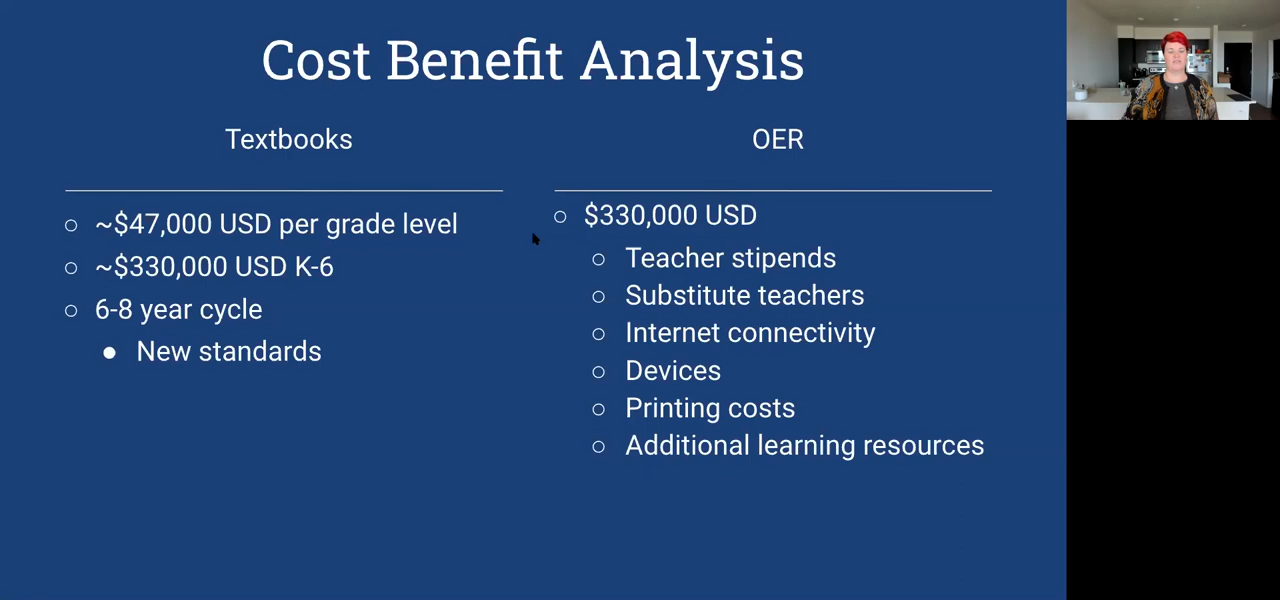 Cost Benefit Analysis
Textbooks
~$47,000 USD per grade level
~$330,000 USD K-6
6-8 year cycle
New standards
OER
$330,000 USD
Teacher stipends
Substitute teachers
Internet connectivity
Devices
Printing costs
Additional learning resources